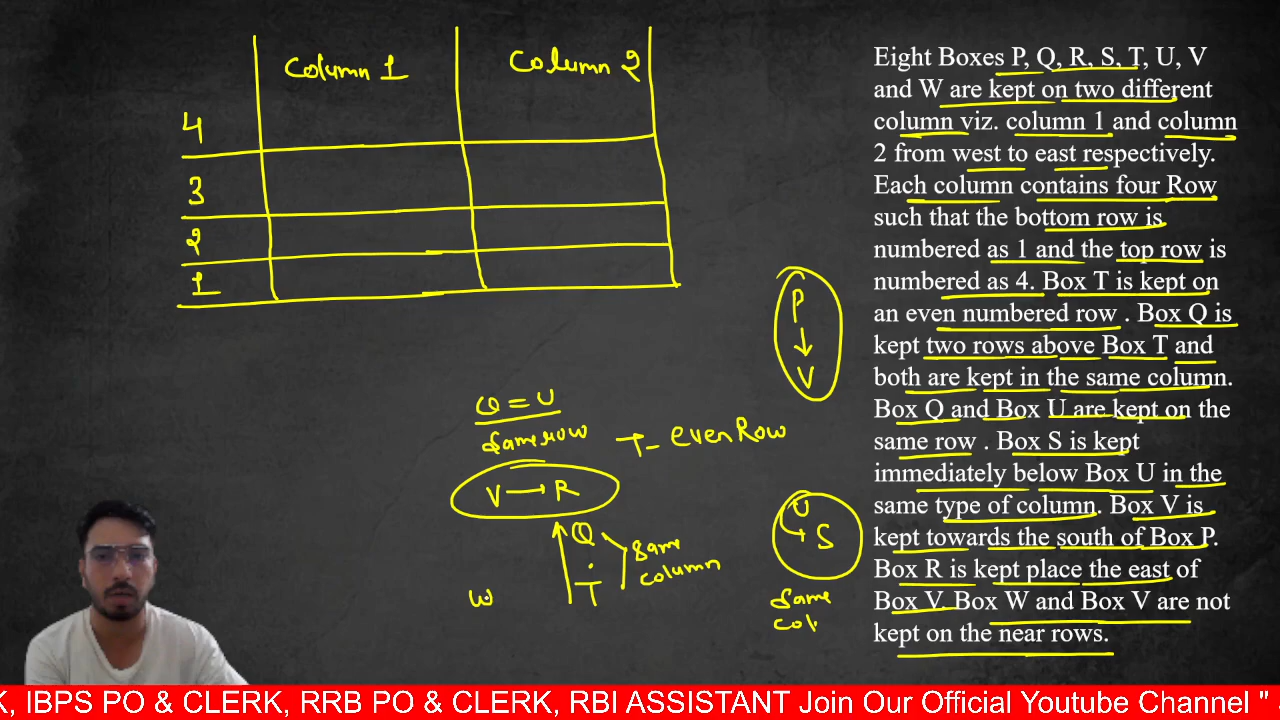 Column 1 Column 2
4
3
2
1
P
↓
V
Q = U
Same row
T - even Row
V → R
Q
T
Same
column
W
U
S
Same
col
Eight Boxes P, Q, R, S, T, U, V
and W are kept on two different
column viz. column 1 and column
2 from west to east respectively.
Each column contains four Row
such that the bottom row is
numbered as 1 and the top row is
numbered as 4. Box T is kept on
an even numbered row . Box Q is
kept two rows above Box T and
both are kept in the same column.
Box Q and Box U are kept on the
same row . Box S is kept
immediately below Box U in the
same type of column. Box V is
kept towards the south of Box P.
Box R is kept place the east of
Box V. Box W and Box V are not
kept on the near rows.
K, IBPS PO & CLERK, RRB PO & CLERK, RBI ASSISTANT Join Our Official Youtube Channel "